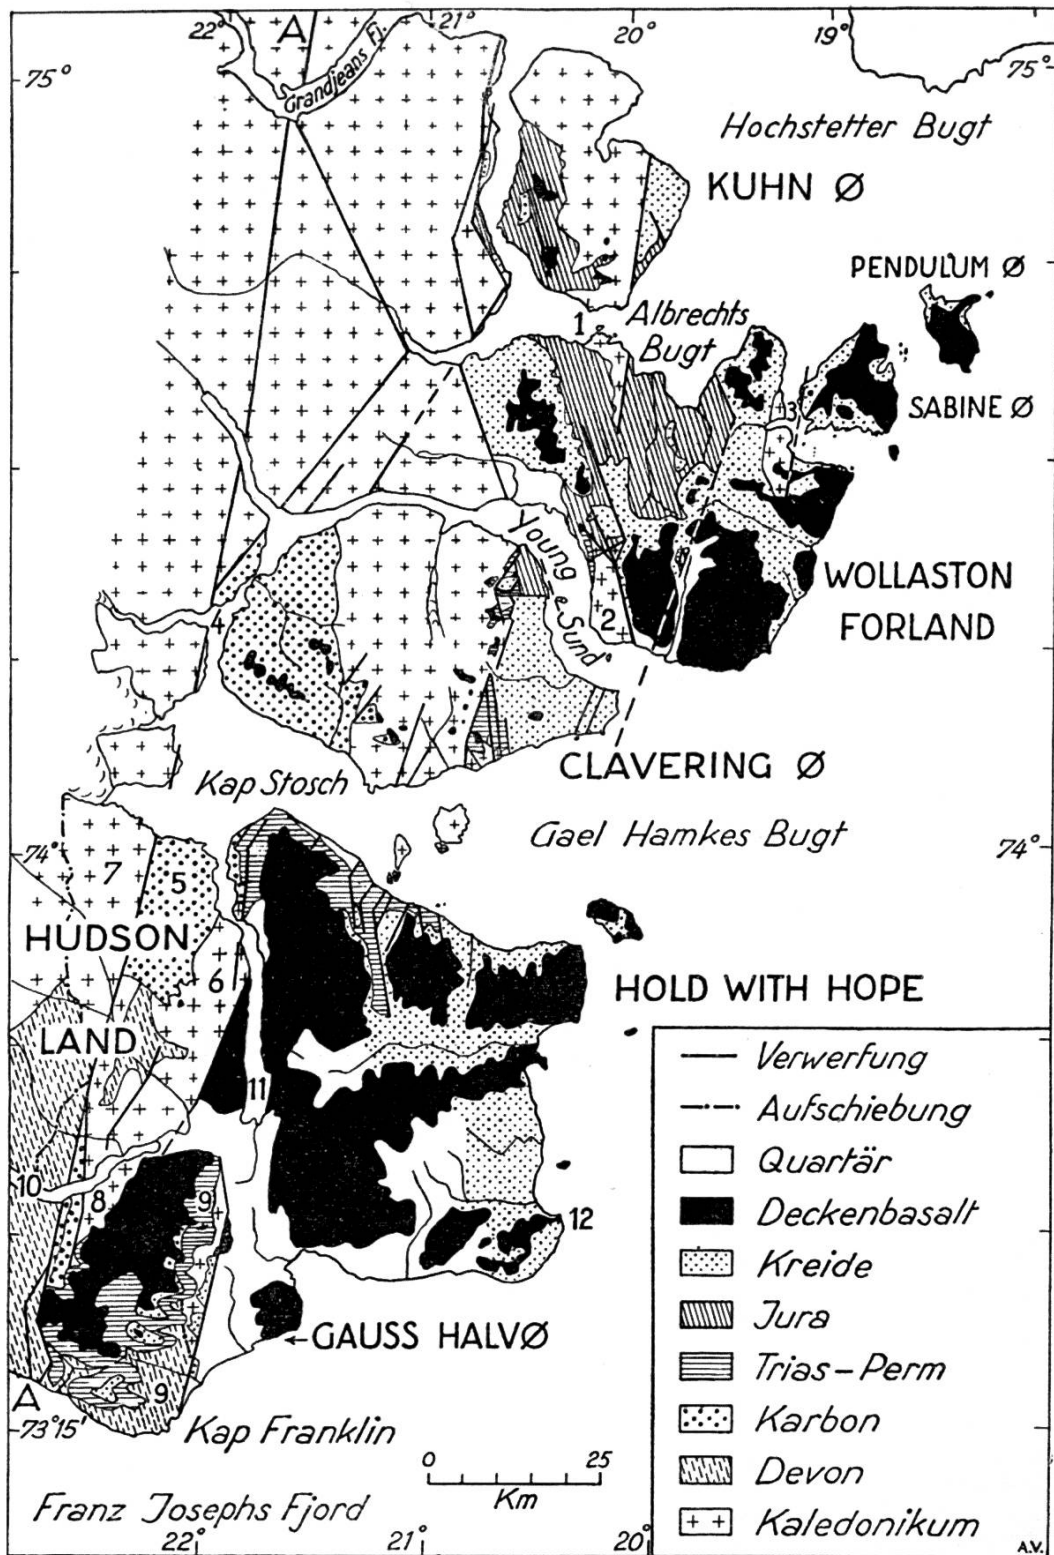 22°
A
21°
20°
19°
75°
75°
Grandjeans Fj.
Hochstetter Bugt
KUHN Ø
PENDULUM Ø
1
Albrechts
Bugt
3
SABINE Ø
Young
Sund
WOLLASTON
FORLAND
4
2
CLAVERING Ø
Kap Stosch
Gael Hamkes Bugt
74°
74°
7
5
HUDSON
6
HOLD WITH HOPE
LAND
11
10
8
9
12
GAUSS HALVØ
9
A
73°15'
Kap Franklin
0 25
Km
Franz Josephs Fjord
22°
21°
20°
Verwerfung
Aufschiebung
Quartär
Deckenbasalt
Kreide
Jura
Trias-Perm
Karbon
Devon
Kaledonikum
A.V.